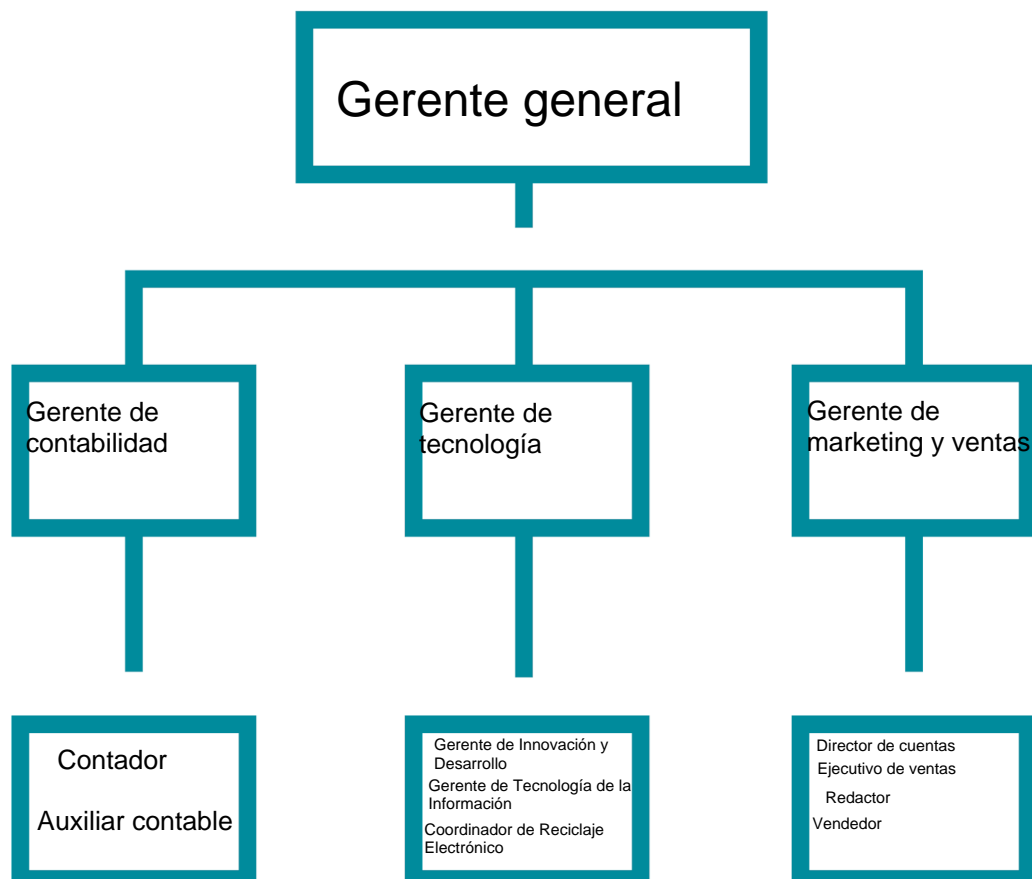 Gerente general
Gerente de
contabilidad
Gerente de
tecnología
Gerente de
marketing y ventas
Contador
Auxiliar contable
Gerente de Innovación y
Desarrollo
Gerente de Tecnología de la
Información
Coordinador de Reciclaje
Electrónico
Director de cuentas
Ejecutivo de ventas
Redactor
Vendedor